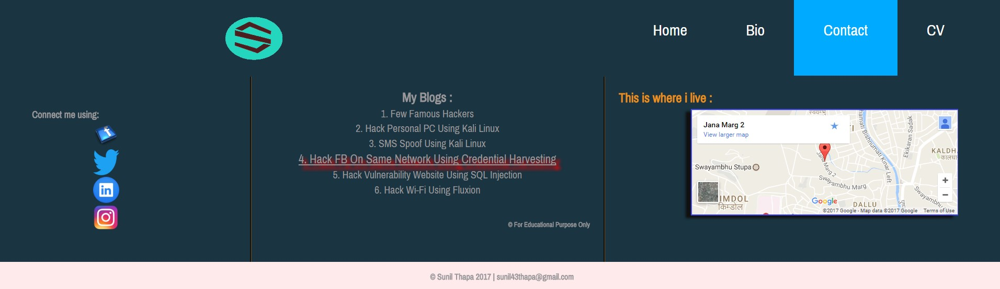 Home Bio Contact CV
Connect me using:
My Blogs :
1. Few Famous Hackers
2. Hack Personal PC Using Kali Linux
3. SMS Spoof Using Kali Linux
4. Hack FB On Same Network Using Credential Harvesting
5. Hack Vulnerability Website Using SQL Injection
6. Hack Wi-Fi Using Fluxion
© For Educational Purpose Only
This is where i live :
Jana Marg 2
View larger map
स्वयम्भू
Ekikaran Sadak
Bishnumati Kinar Left
Jana Marg 2
Swayambhu Stupa
Swayambhu Marg
Swayambhu
DALLU
किम्डोल
Google
©2017 Google - Map data ©2017 Google Terms of Use
© Sunil Thapa 2017 | sunil43thapa@gmail.com